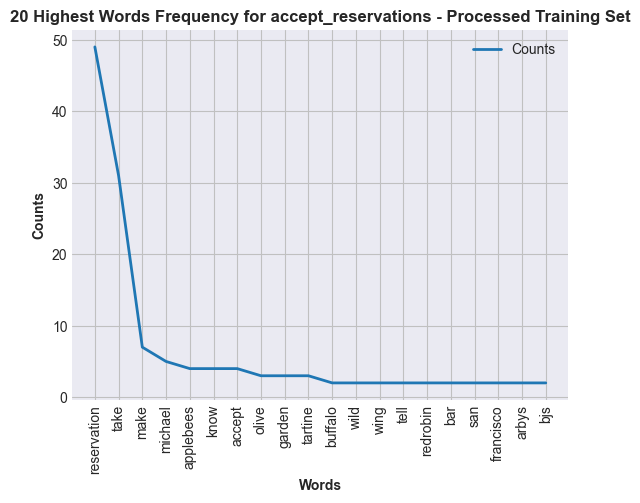 20 Highest Words Frequency for accept_reservations - Processed Training Set
Counts
50
40
30
20
10
0
Counts
reservation
take
make
michael
applebees
know
accept
olive
garden
tartine
buffalo
wild
wing
tell
redrobin
bar
san
francisco
arbys
bjs
Words